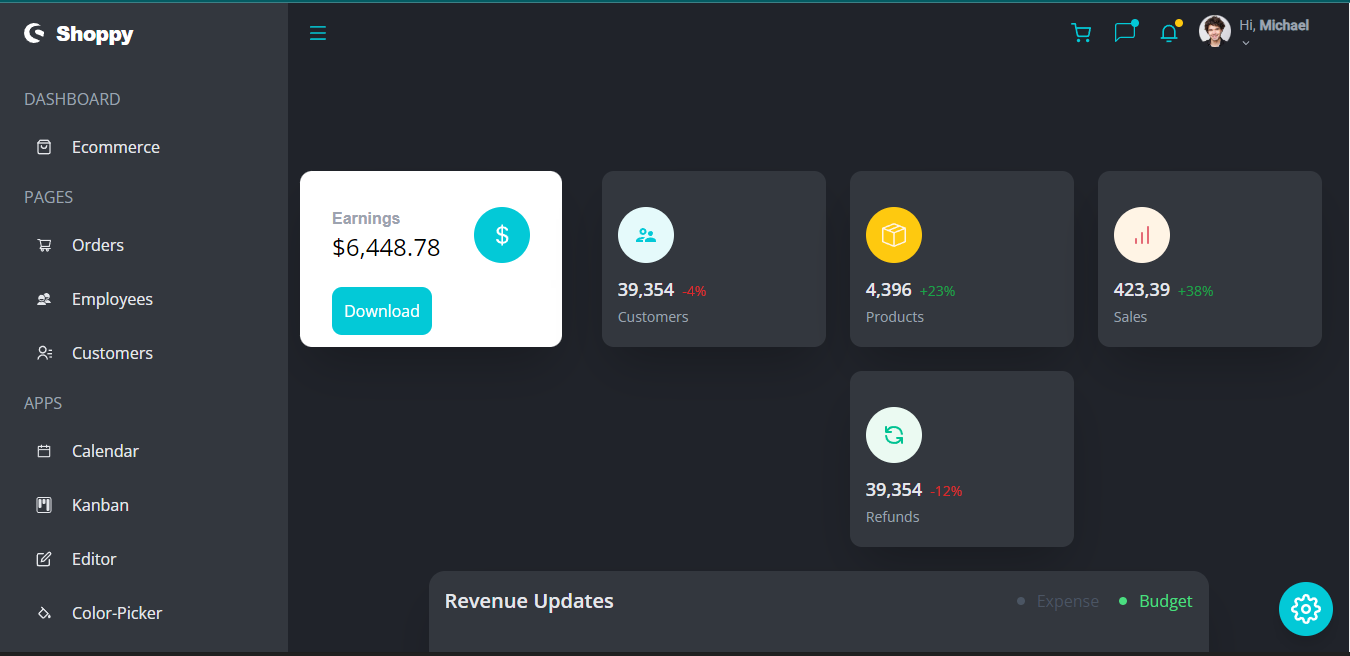 Shoppy
Hi, Michael
DASHBOARD
Ecommerce
PAGES
Orders
Employees
Customers
APPS
Calendar
Kanban
Editor
Color-Picker
Earnings
$6,448.78
$
Download
39,354 -4%
Customers
4,396 +23%
Products
423,39 +38%
Sales
39,354 -12%
Refunds
Revenue Updates
Expense
Budget